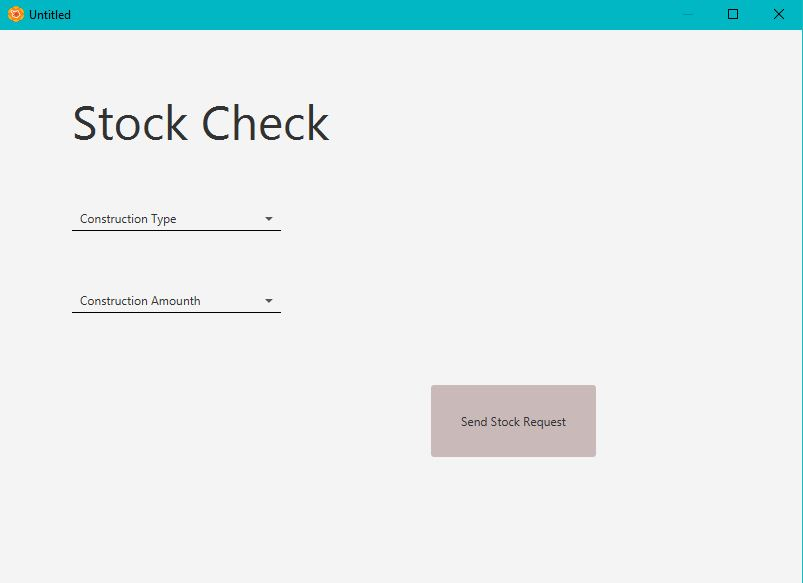 Untitled
Stock Check
Construction Type
Construction Amounth
Send Stock Request